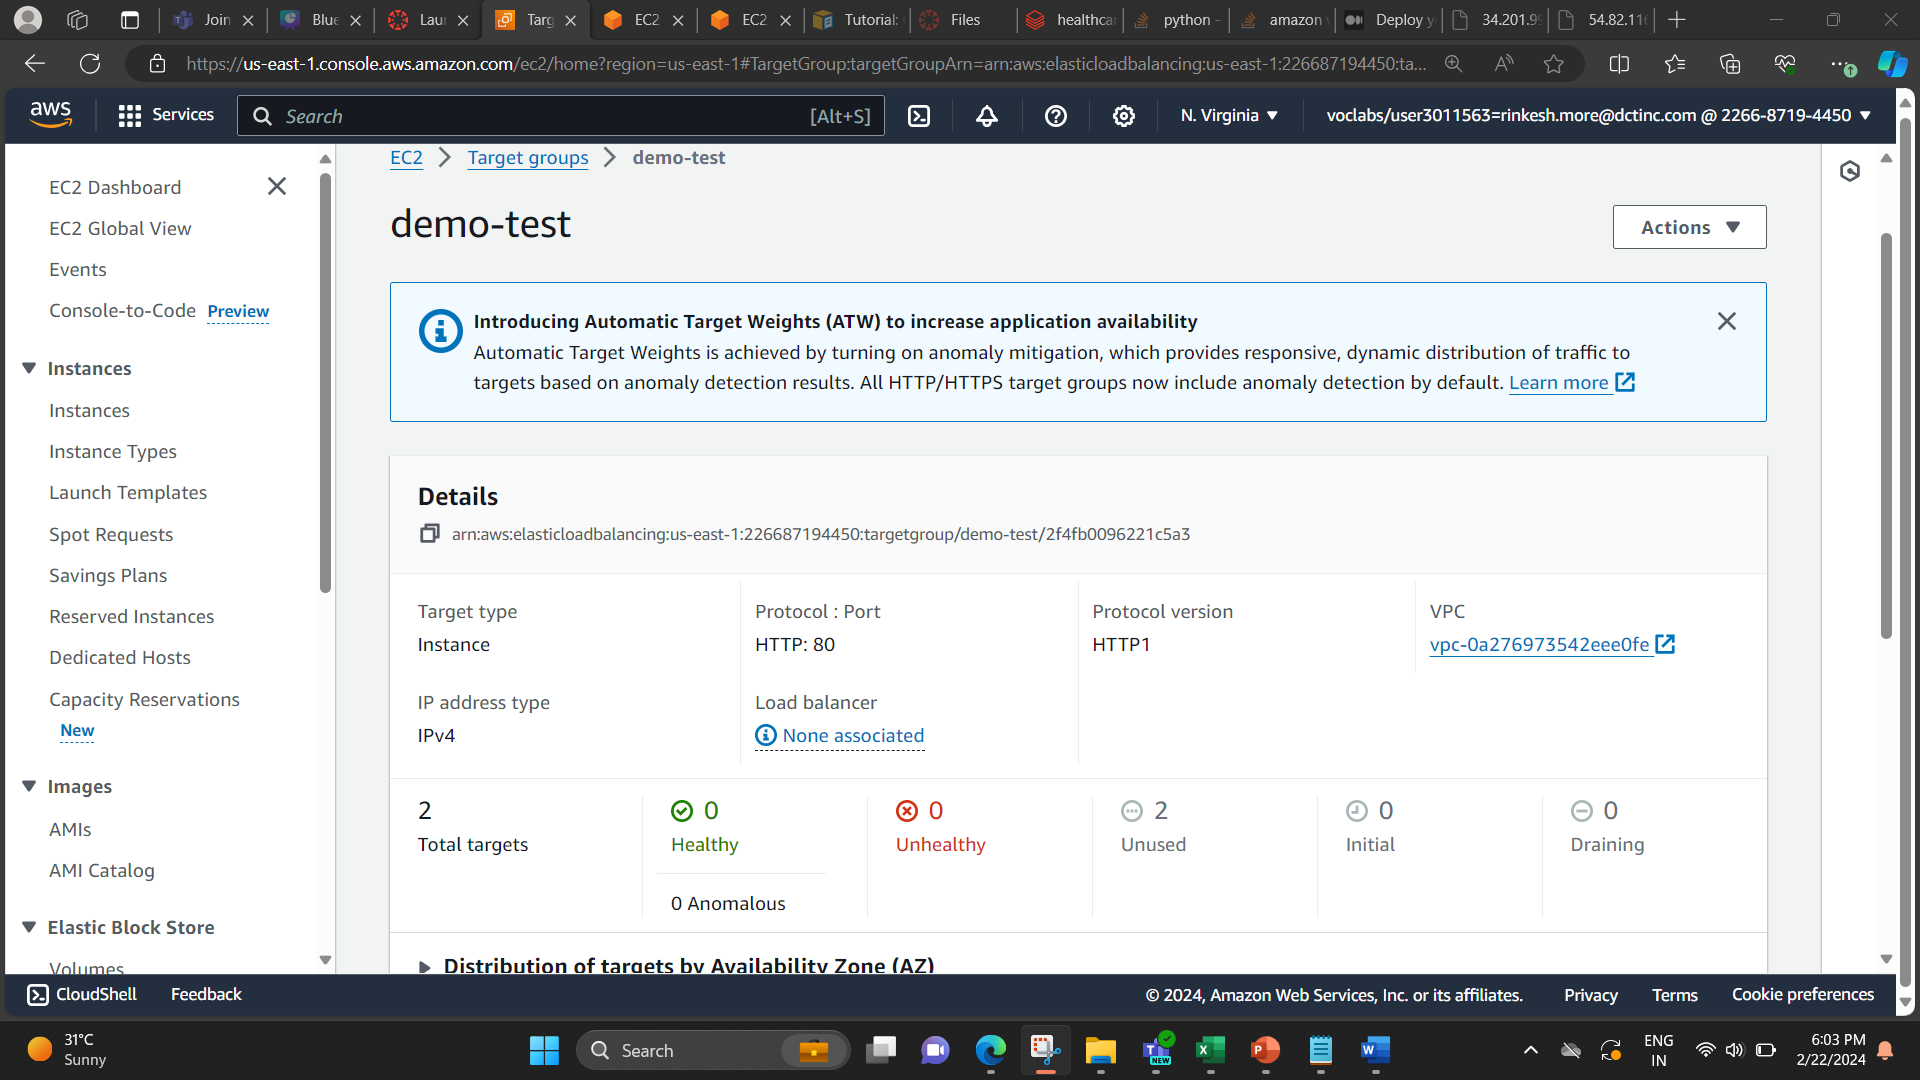 Join
Blue
Laun
Targ
EC2
EC2
Tutorial:
Files
healthcar
python -
amazon w
Deploy yo
34.201.99
54.82.116
https://us-east-1.console.aws.amazon.com/ec2/home?region=us-east-1#TargetGroup:targetGroupArn=arn:aws:elasticloadbalancing:us-east-1:226687194450:ta...
aws
Services
Search
[Alt+S]
N. Virginia
voclabs/user3011563=rinkesh.more@dctinc.com @ 2266-8719-4450
EC2 Dashboard
EC2 Global View
Events
Console-to-Code Preview
Instances
Instances
Instance Types
Launch Templates
Spot Requests
Savings Plans
Reserved Instances
Dedicated Hosts
Capacity Reservations
New
Images
AMIs
AMI Catalog
Elastic Block Store
Volumes
EC2 > Target groups > demo-test
demo-test
Actions
Introducing Automatic Target Weights (ATW) to increase application availability
Automatic Target Weights is achieved by turning on anomaly mitigation, which provides responsive, dynamic distribution of traffic to
targets based on anomaly detection results. All HTTP/HTTPS target groups now include anomaly detection by default. Learn more
Details
arn:aws:elasticloadbalancing:us-east-1:226687194450:targetgroup/demo-test/2f4fb0096221c5a3
Target type
Instance
Protocol : Port
HTTP: 80
Protocol version
HTTP1
VPC
vpc-0a276973542eee0fe
IP address type
IPv4
Load balancer
None associated
2
Total targets
0
Healthy
0 Anomalous
0
Unhealthy
2
Unused
0
Initial
0
Draining
Distribution of targets by Availability Zone (AZ)
CloudShell
Feedback
© 2024, Amazon Web Services, Inc. or its affiliates.
Privacy
Terms
Cookie preferences
31°C
Sunny
Search
NEW
ENG
IN
6:03 PM
2/22/2024